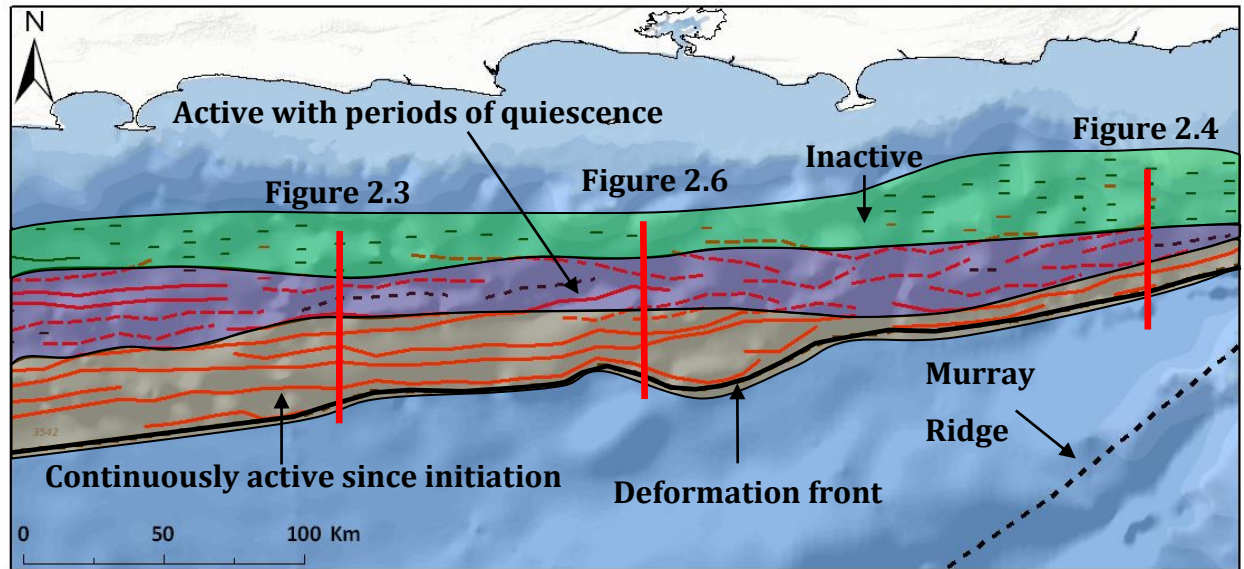 N
Active with periods of quiescence
Figure 2.4
Inactive
Figure 2.6
Figure 2.3
Murray
Ridge
3542
Continuously active since initiation
Deformation front
0 50 100 Km